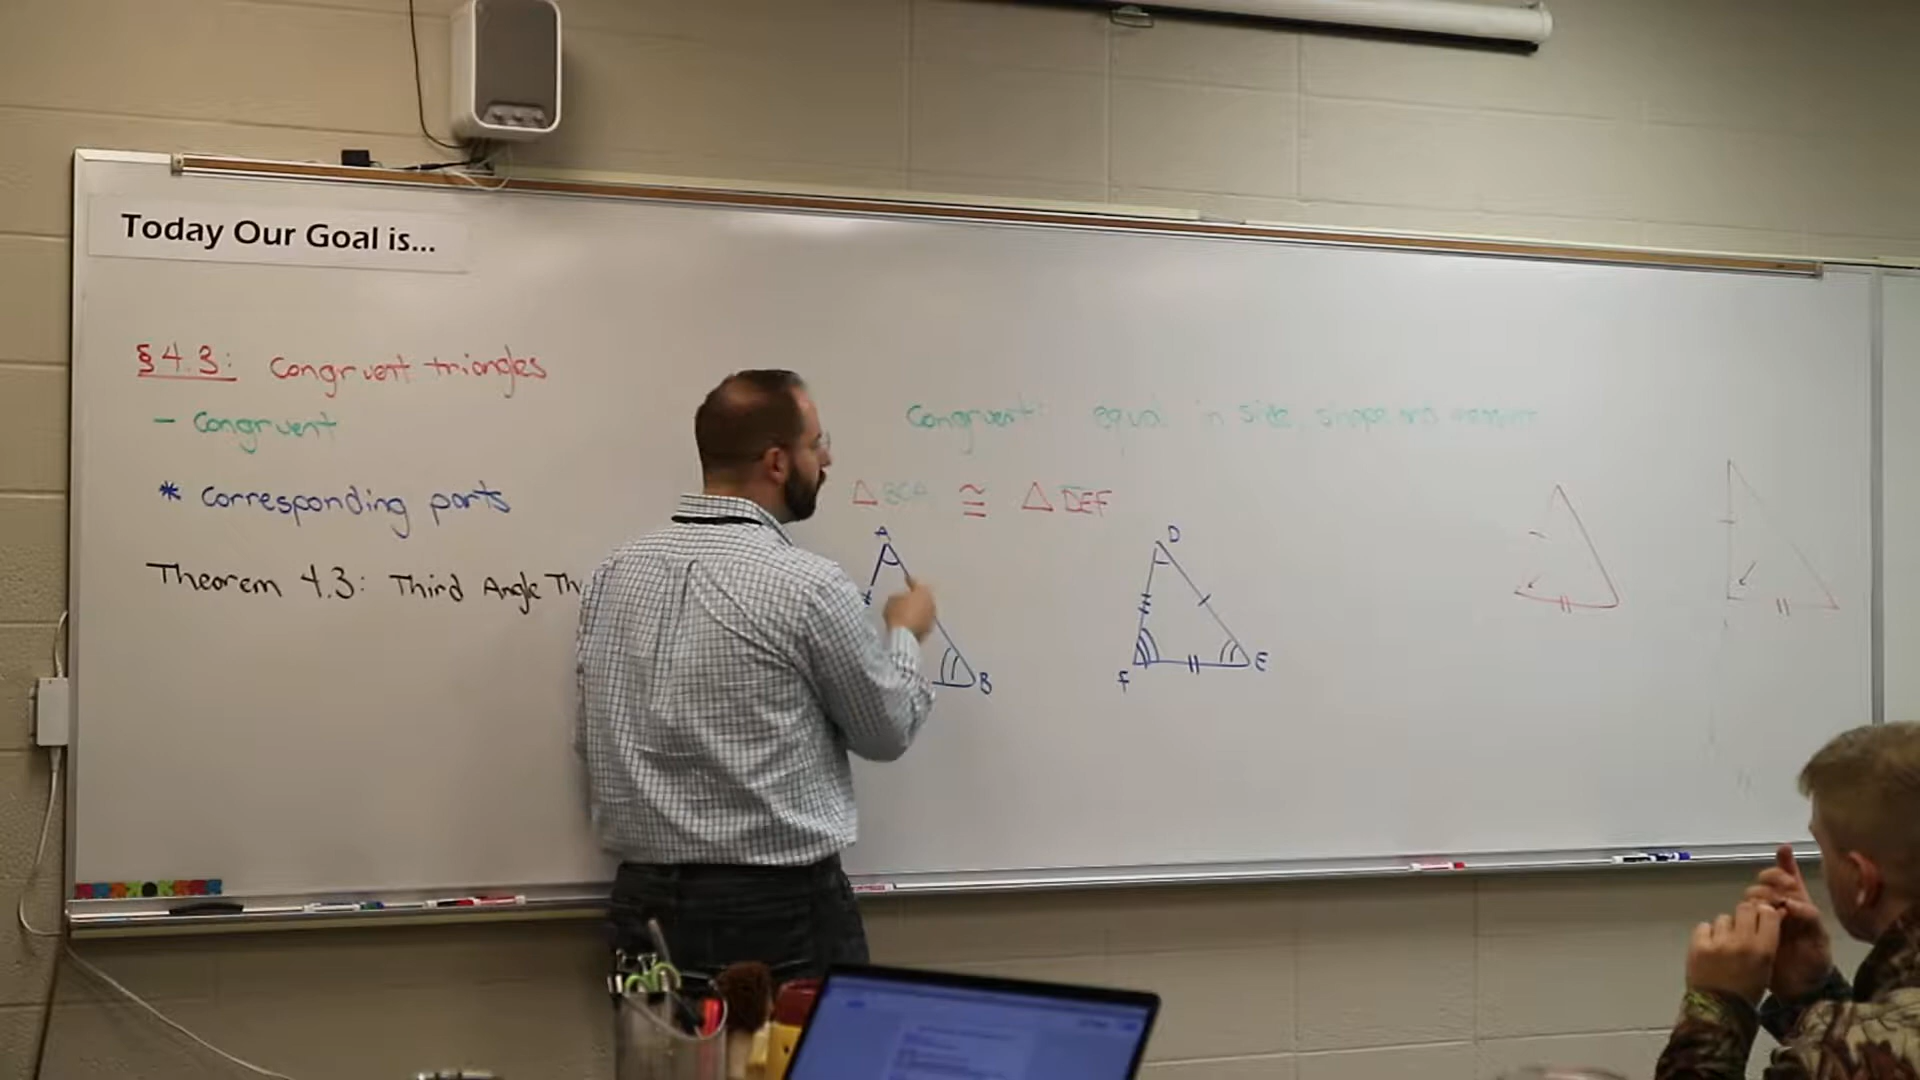 Today Our Goal is...
§4.3: Congruent triangles
- Congruent
* Corresponding parts
Theorem 4.3: Third Angle Th
Congruent: equal in size, shape and
△BCA ≅ △DEF
A
B
D
F
E